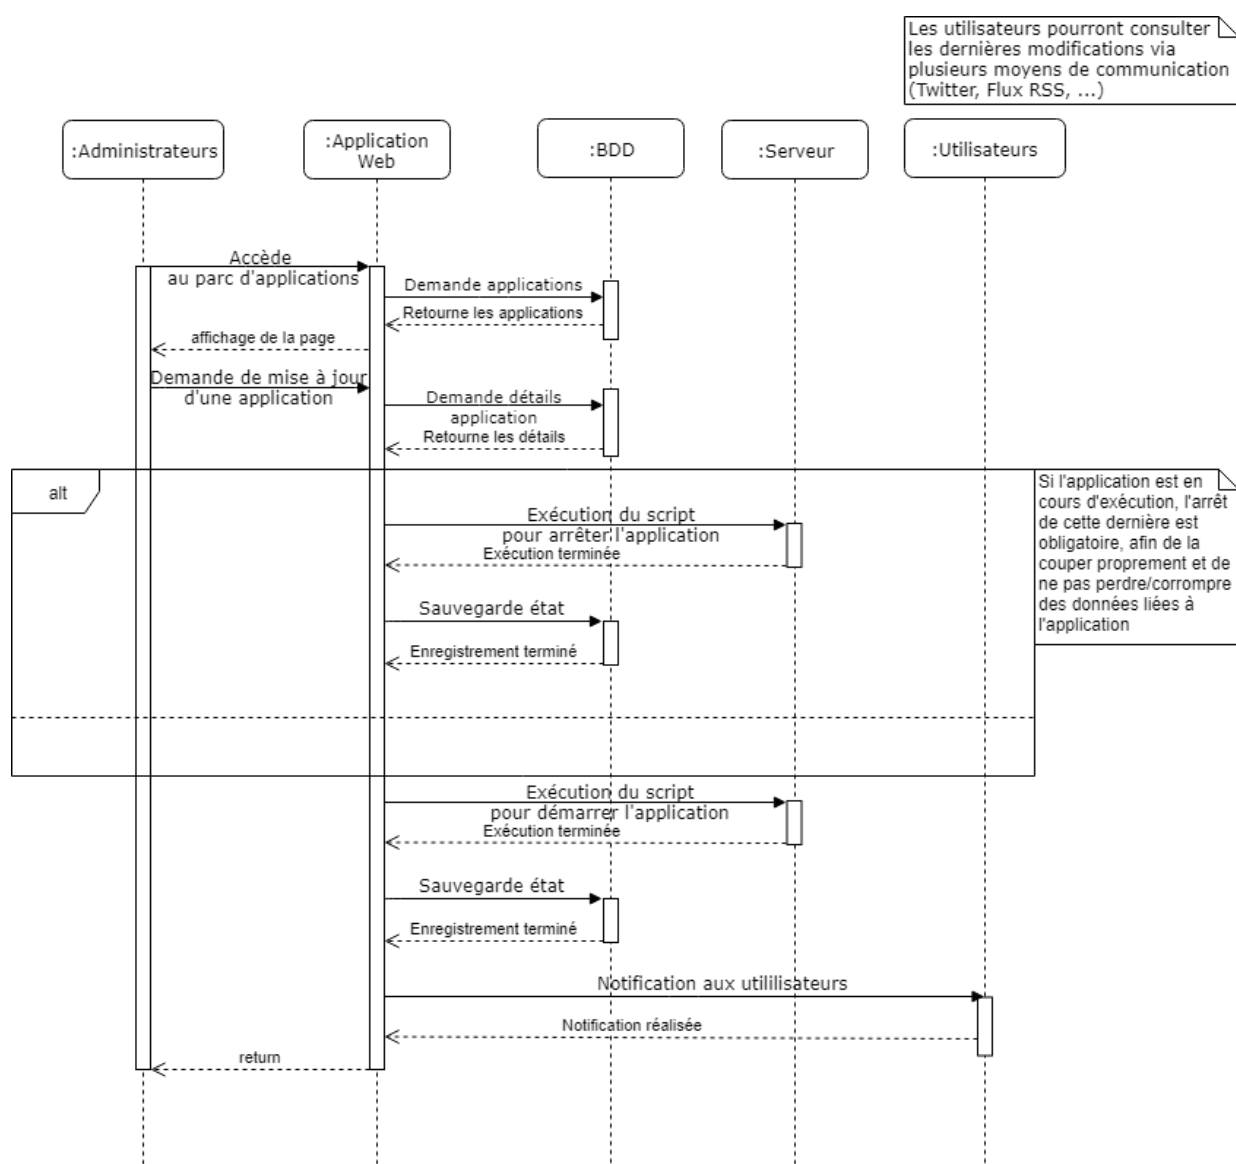 Les utilisateurs pourront consulter
les dernières modifications via
plusieurs moyens de communication
(Twitter, Flux RSS, ...)
:Administrateurs
:Application
Web
:BDD
:Serveur
:Utilisateurs
Accède
au parc d'applications
Demande applications
Retourne les applications
affichage de la page
Demande de mise à jour
d'une application
Demande détails
application
Retourne les détails
alt
Si l'application est en
cours d'exécution, l'arrêt
de cette dernière est
obligatoire, afin de la
couper proprement et de
ne pas perdre/corrompre
des données liées à
l'application
Exécution du script
pour arrêter l'application
Exécution terminée
Sauvegarde état
Enregistrement terminé
Exécution du script
pour démarrer l'application
Exécution terminée
Sauvegarde état
Enregistrement terminé
Notification aux utililisateurs
Notification réalisée
return